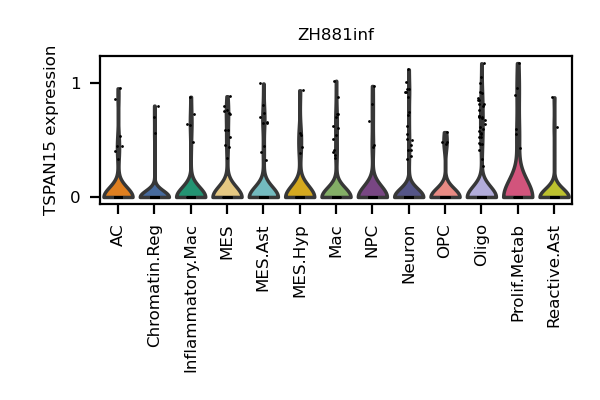 ZH881inf
TSPAN15 expression
1
0
AC
Chromatin.Reg
Inflammatory.Mac
MES
MES.Ast
MES.Hyp
Mac
NPC
Neuron
OPC
Oligo
Prolif.Metab
Reactive.Ast